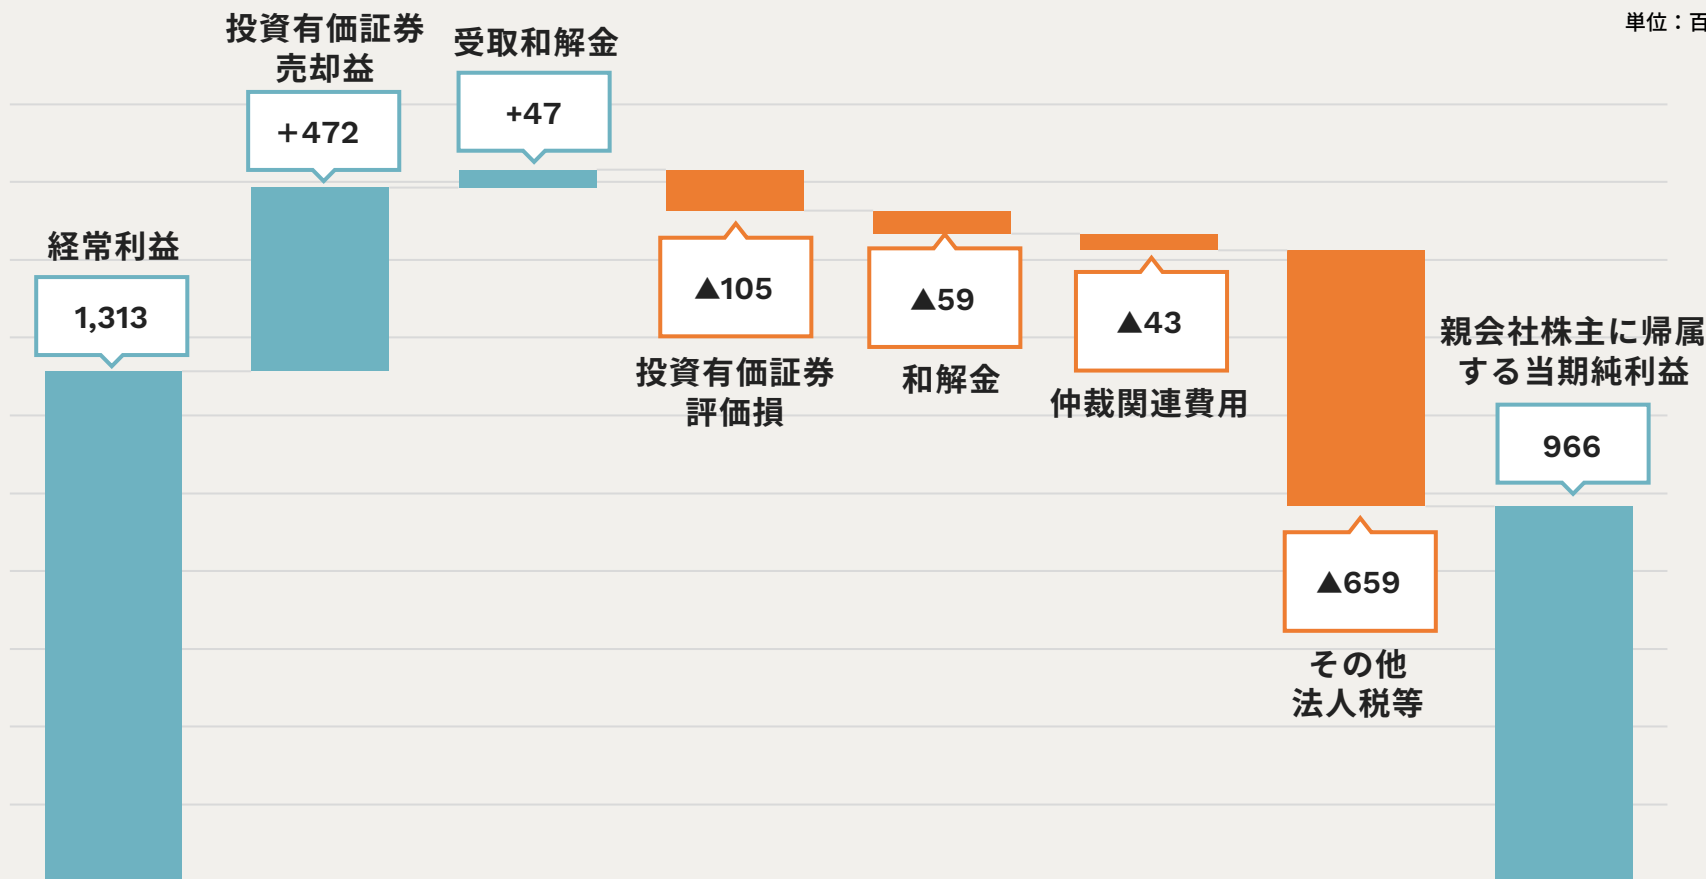 単位：百
投資有価証券
売却益
+472
受取和解金
+47
経常利益
1,313
▲105
投資有価証券
評価損
▲59
和解金
▲43
仲裁関連費用
▲659
その他
法人税等
親会社株主に帰属
する当期純利益
966